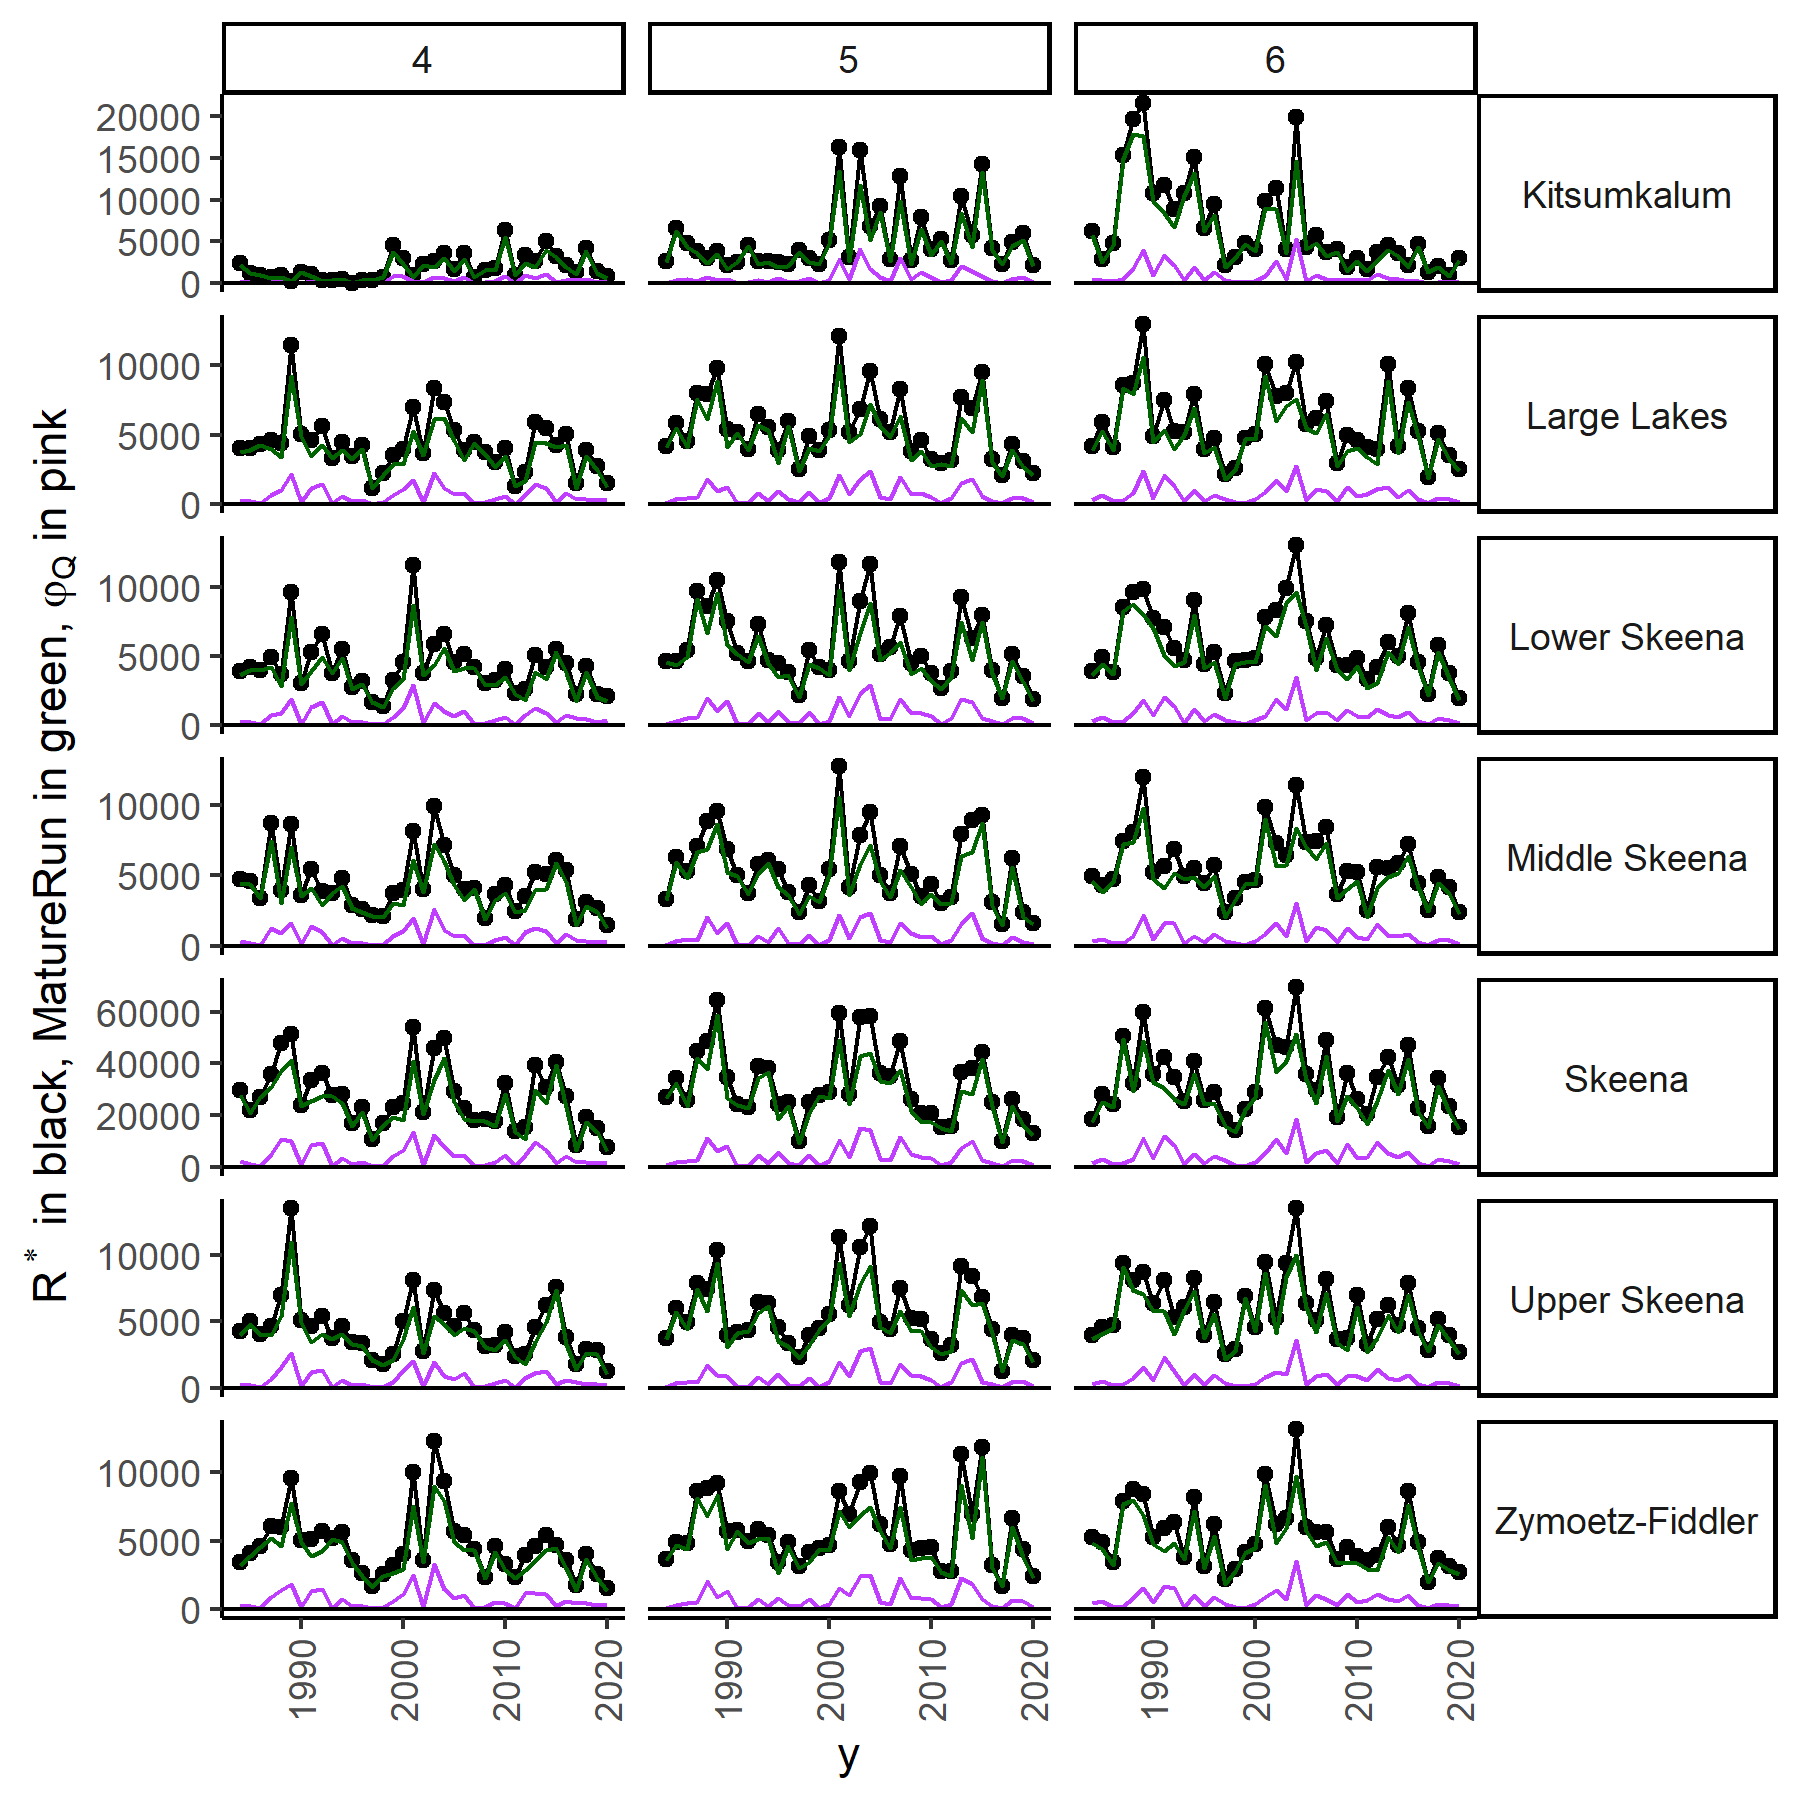 4 5 6
20000
15000
10000
5000
0
Kitsumkalum
10000
5000
0
Large Lakes
10000
5000
0
Lower Skeena
10000
5000
0
Middle Skeena
60000
40000
20000
0
Skeena
10000
5000
0
Upper Skeena
10000
5000
0
Zymoetz-Fiddler
1990 2000 2010 2020 1990 2000 2010 2020 1990 2000 2010 2020
y
R* in black, MatureRun in green, φQ in pink